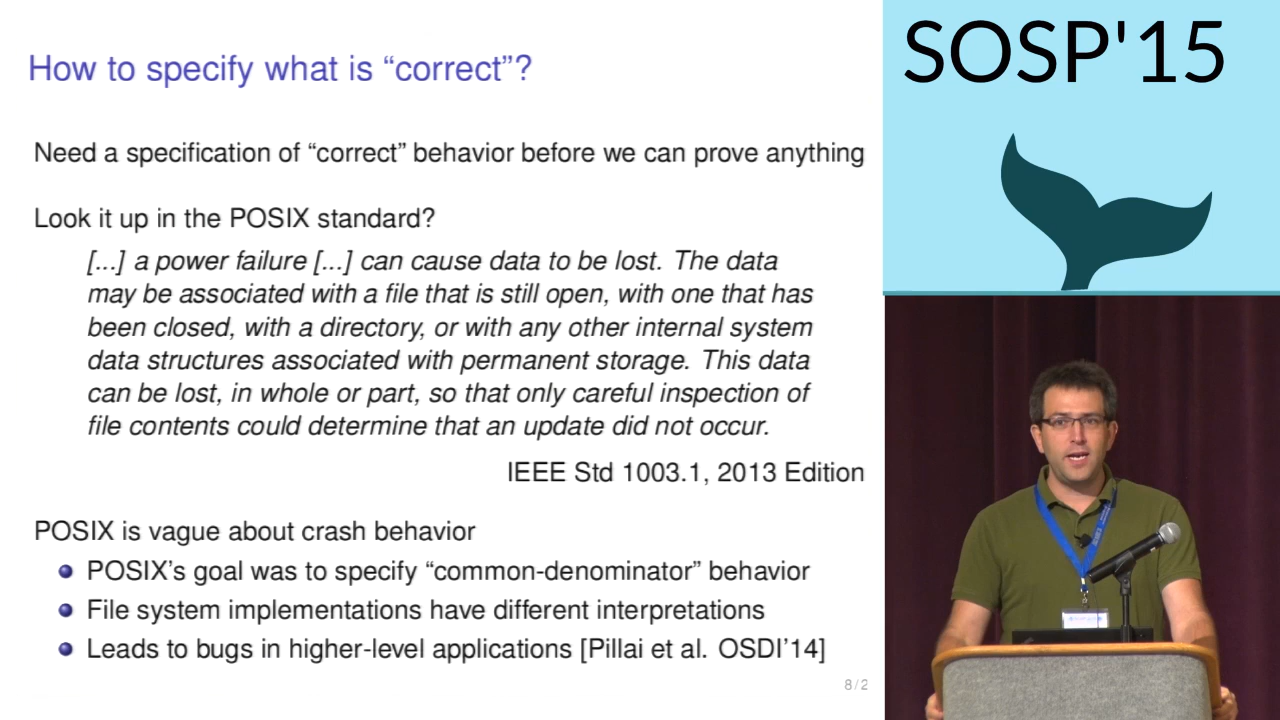 How to specify what is “correct”?
Need a specification of “correct” behavior before we can prove anything
Look it up in the POSIX standard?
[...] a power failure [...] can cause data to be lost. The data
may be associated with a file that is still open, with one that has
been closed, with a directory, or with any other internal system
data structures associated with permanent storage. This data
can be lost, in whole or part, so that only careful inspection of
file contents could determine that an update did not occur.
IEEE Std 1003.1, 2013 Edition
POSIX is vague about crash behavior
POSIX’s goal was to specify “common-denominator” behavior
File system implementations have different interpretations
Leads to bugs in higher-level applications [Pillai et al. OSDI’14]
8 / 2
SOSP'15